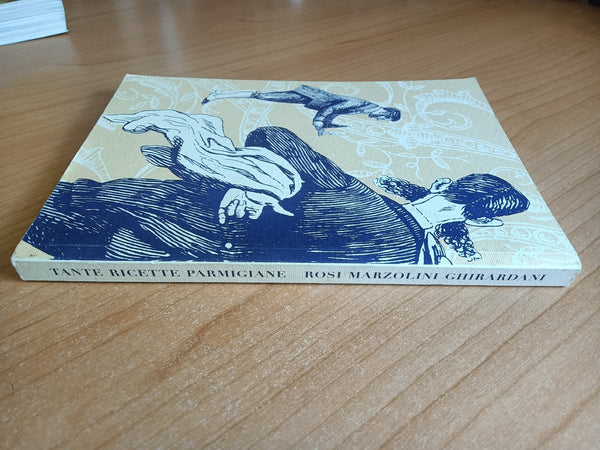 TANTE RICETTE PARMIGIANE ROSI MARZOLINI GHIRARDANI